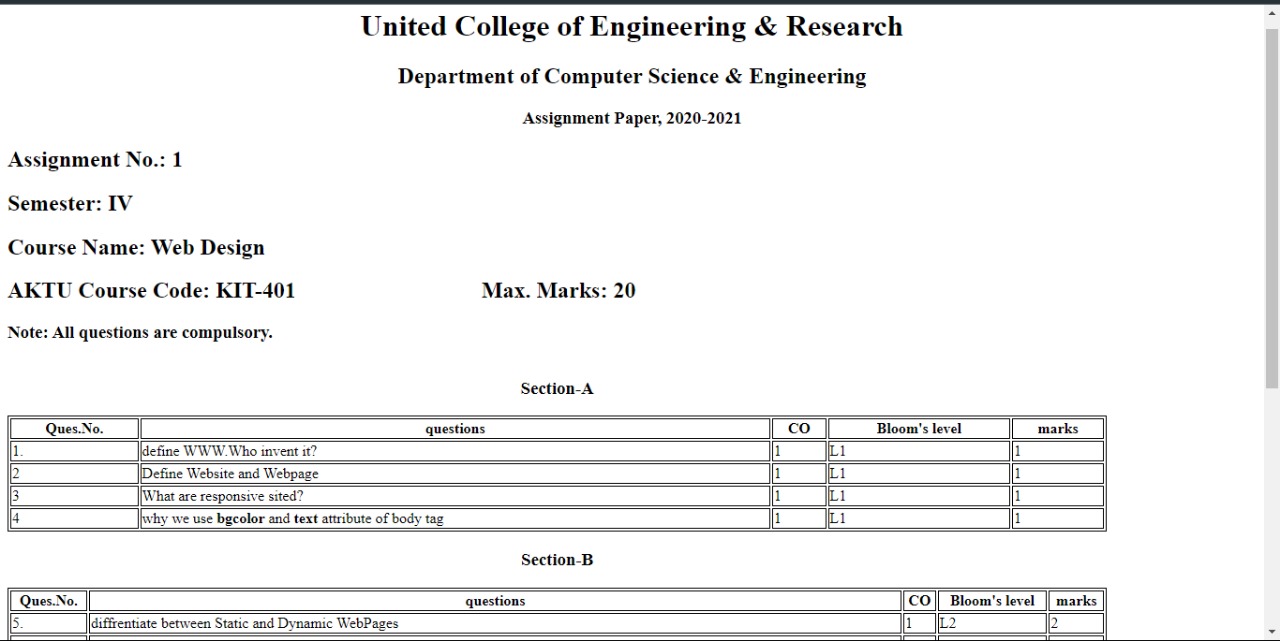 United College of Engineering & Research
Department of Computer Science & Engineering
Assignment Paper, 2020-2021
Assignment No.: 1
Semester: IV
Course Name: Web Design
AKTU Course Code: KIT-401 Max. Marks: 20
Note: All questions are compulsory.
Section-A
Ques.No. questions CO Bloom's level marks
1. define WWW.Who invent it? 1 L1 1
2 Define Website and Webpage 1 L1 1
3 What are responsive sited? 1 L1 1
4 why we use bgcolor and text attribute of body tag 1 L1 1
Section-B
Ques.No. questions CO Bloom's level marks
5. diffrentiate between Static and Dynamic WebPages 1 L2 2